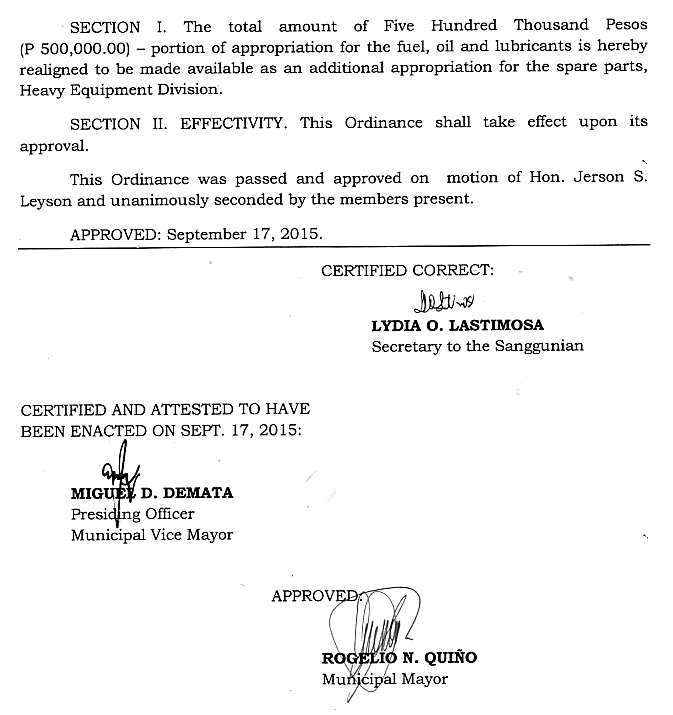 SECTION I. The total amount of Five Hundred Thousand Pesos
(P 500,000.00) – portion of appropriation for the fuel, oil and lubricants is hereby
realigned to be made available as an additional appropriation for the spare parts,
Heavy Equipment Division.
SECTION II. EFFECTIVITY. This Ordinance shall take effect upon its
approval.
This Ordinance was passed and approved on motion of Hon. Jerson S.
Leyson and unanimously seconded by the members present.
APPROVED: September 17, 2015.
CERTIFIED CORRECT:
LYDIA O. LASTIMOSA
Secretary to the Sanggunian
CERTIFIED AND ATTESTED TO HAVE
BEEN ENACTED ON SEPT. 17, 2015:
MIGUEL D. DEMATA
Presiding Officer
Municipal Vice Mayor
APPROVED:
ROGELIO N. QUIÑO
Municipal Mayor